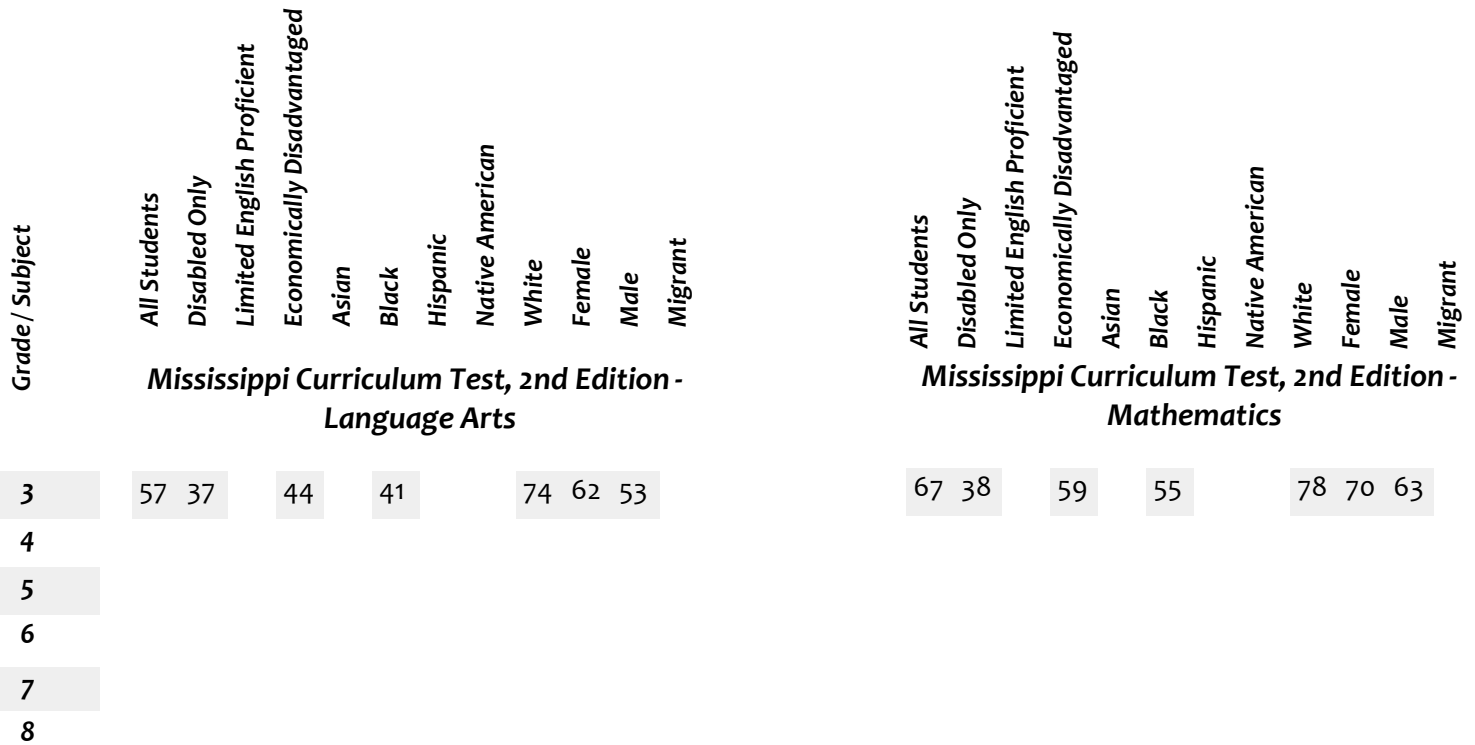 Grade / Subject
All Students
Disabled Only
Limited English Proficient
Economically Disadvantaged
Asian
Black
Hispanic
Native American
White
Female
Male
Migrant
Mississippi Curriculum Test, 2nd Edition -
Language Arts
All Students
Disabled Only
Limited English Proficient
Economically Disadvantaged
Asian
Black
Hispanic
Native American
White
Female
Male
Migrant
Mississippi Curriculum Test, 2nd Edition -
Mathematics
3 57 37 44 41 74 62 53 67 38 59 55 78 70 63
4
5
6
7
8